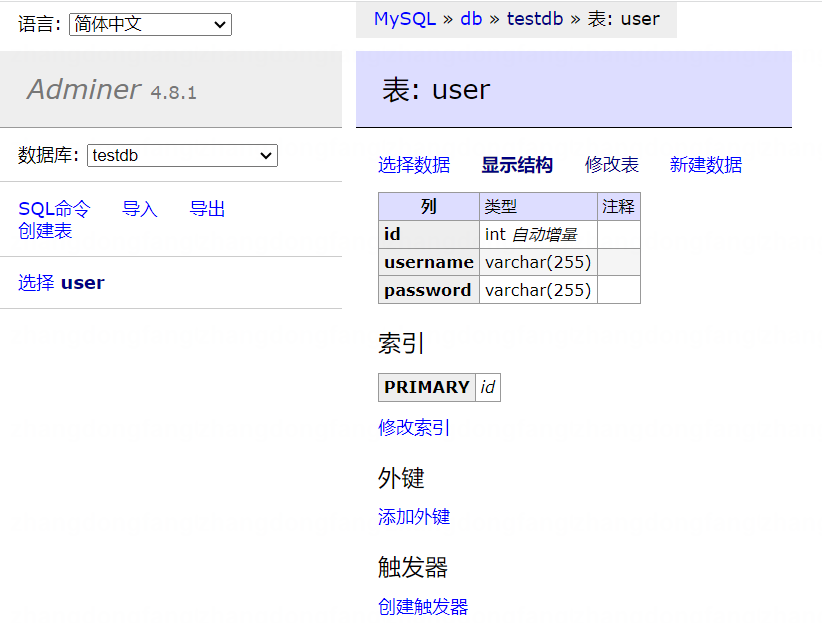 语言: 简体中文
Adminer 4.8.1
数据库: testdb
SQL命令 导入 导出
创建表
选择 user
MySQL » db » testdb » 表: user
表: user
选择数据 显示结构 修改表 新建数据
列 类型 注释
id int 自动增量
username varchar(255)
password varchar(255)
索引
PRIMARY id
修改索引
外键
添加外键
触发器
创建触发器